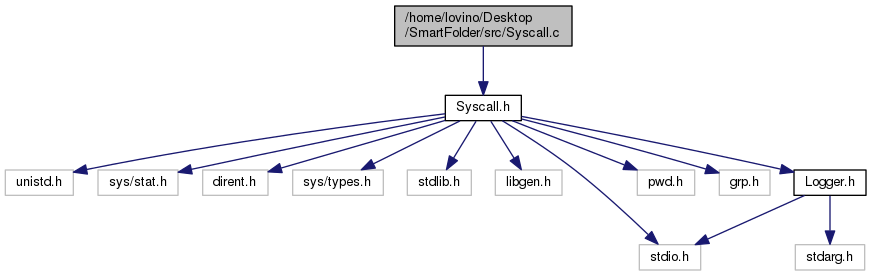 /home/lovino/Desktop
/SmartFolder/src/Syscall.c
Syscall.h
unistd.h
sys/stat.h
dirent.h
sys/types.h
stdlib.h
libgen.h
pwd.h
grp.h
Logger.h
stdio.h
stdarg.h